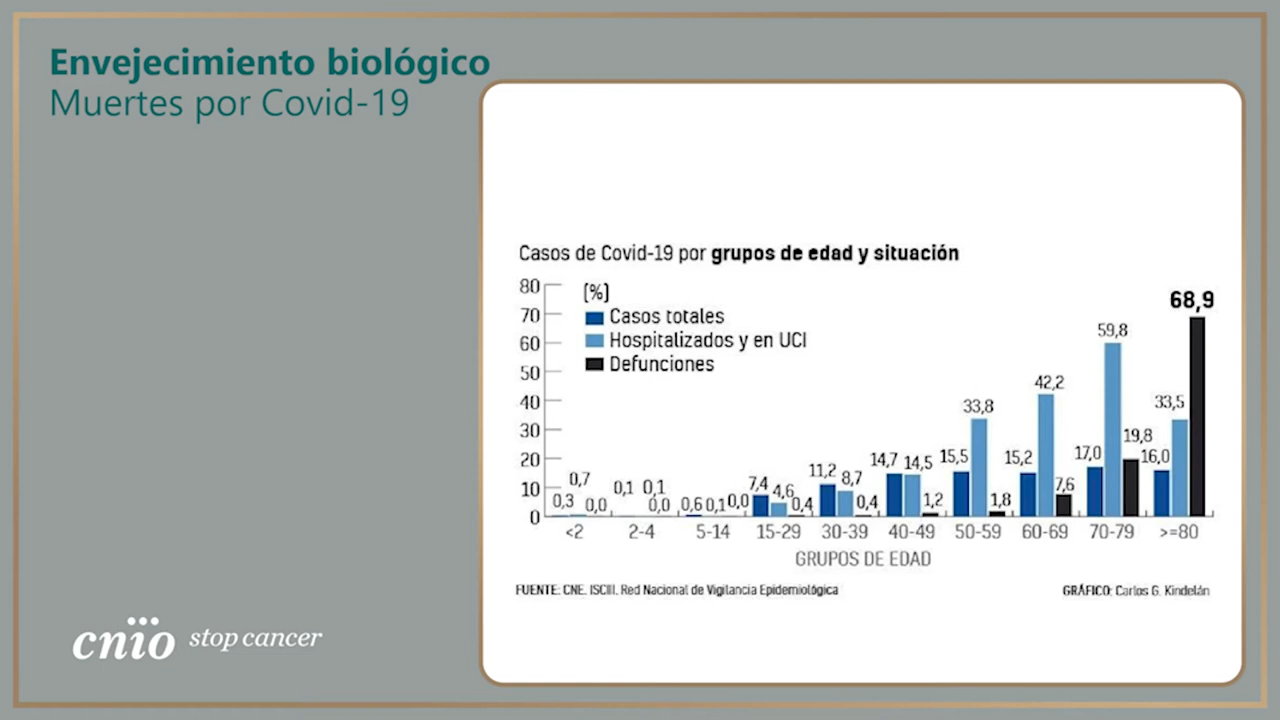 Envejecimiento biológico
Muertes por Covid-19
Casos de Covid-19 por grupos de edad y situación
(%)
Casos totales
Hospitalizados y en UCI
Defunciones
80
70
60
50
40
30
20
10
0
0,3 0,7 0,0
0,1 0,1 0,0
0,6 0,1 0,0
7,4 4,6 0,4
11,2 8,7 0,4
14,7 14,5 1,2
15,5 33,8 1,8
15,2 42,2 7,6
17,0 59,8 19,8
16,0 33,5 68,9
<2 2-4 5-14 15-29 30-39 40-49 50-59 60-69 70-79 >=80
GRUPOS DE EDAD
FUENTE: CNE. ISCIII. Red Nacional de Vigilancia Epidemiológica
GRÁFICO: Carlos G. Kindelán
cnio stop cancer